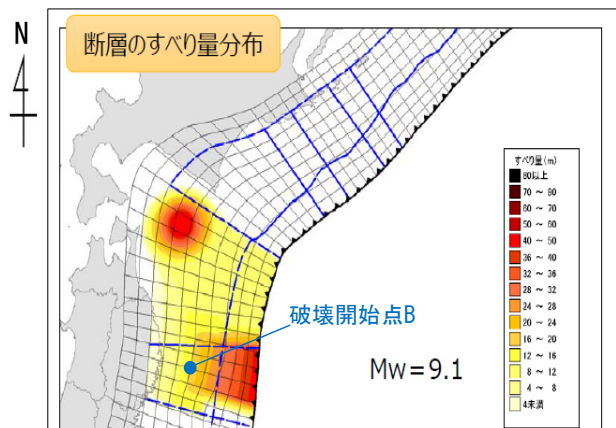 N
断層のすべり量分布
すべり量(m)
80以上
70 ～ 80
60 ～ 70
50 ～ 60
40 ～ 50
36 ～ 40
32 ～ 36
28 ～ 32
24 ～ 28
20 ～ 24
16 ～ 20
12 ～ 16
8 ～ 12
4 ～ 8
4未満
破壊開始点B
Mw＝9.1